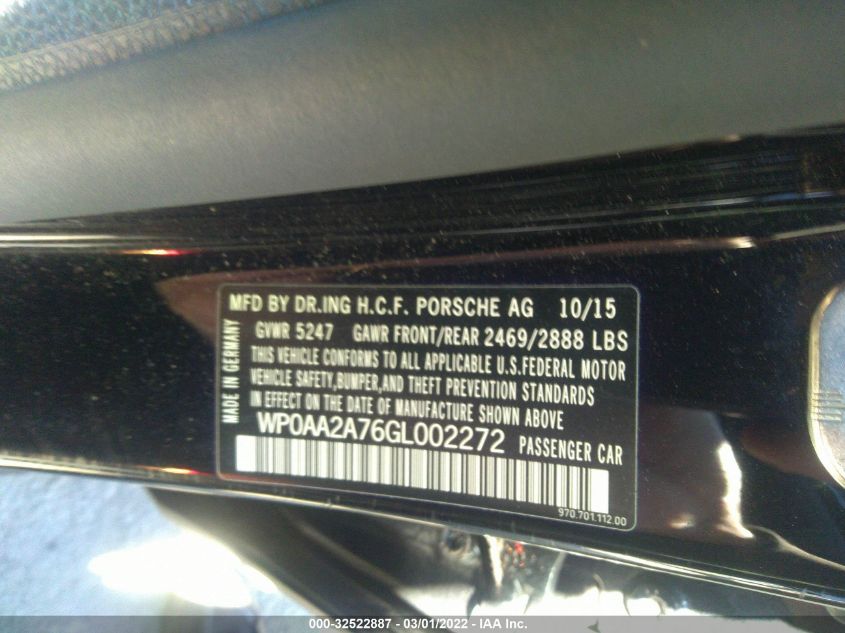 MFD BY DR.ING H.C.F. PORSCHE AG 10/15
GVWR 5247 GAWR FRONT/REAR 2469/2888 LBS
THIS VEHICLE CONFORMS TO ALL APPLICABLE U.S.FEDERAL MOTOR
VEHICLE SAFETY,BUMPER,AND THEFT PREVENTION STANDARDS
IN EFFECT ON THE DATE OF MANUFACTURE SHOWN ABOVE
WP0AA2A76GL002272 PASSENGER CAR
MADE IN GERMANY
970.701.112.00
000-32522887 - 03/01/2022 - IAA Inc.